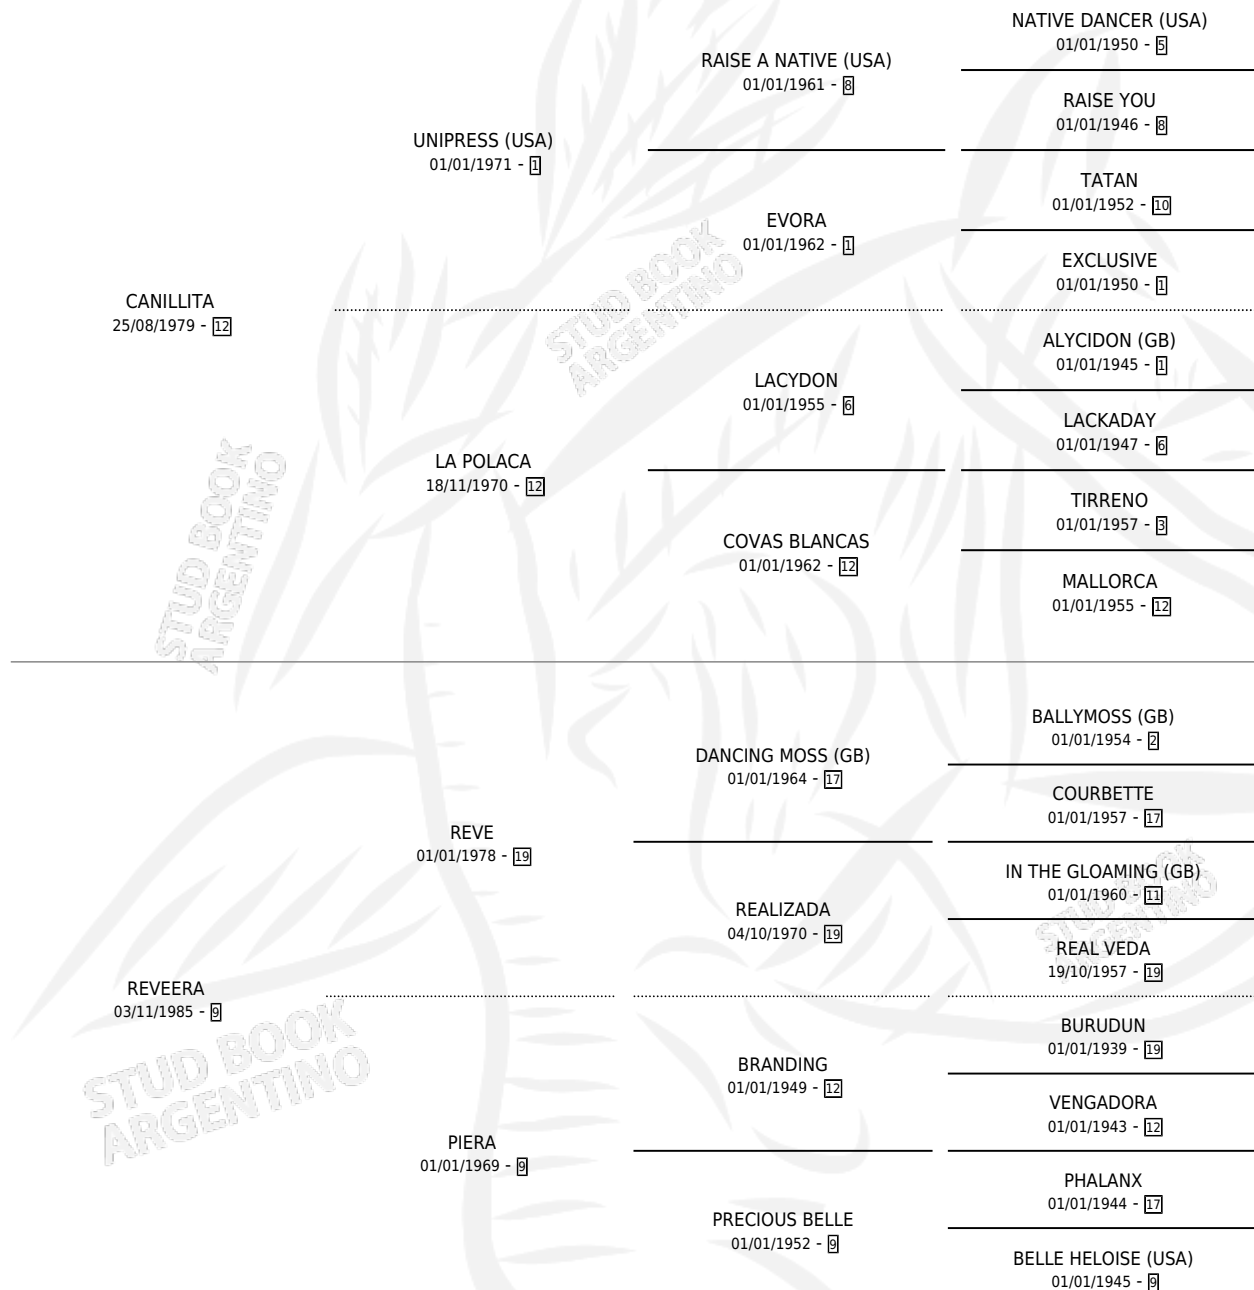 NATIVE DANCER (USA)
01/01/1950 - 5
RAISE A NATIVE (USA)
01/01/1961 - 8
RAISE YOU
01/01/1946 - 8
UNIPRESS (USA)
01/01/1971 - 1
TATAN
01/01/1952 - 10
EVORA
01/01/1962 - 1
EXCLUSIVE
01/01/1950 - 1
CANILLITA
25/08/1979 - 12
ALYCIDON (GB)
01/01/1945 - 1
LACYDON
01/01/1955 - 6
LACKADAY
01/01/1947 - 6
LA POLACA
18/11/1970 - 12
TIRRENO
01/01/1957 - 3
COVAS BLANCAS
01/01/1962 - 12
MALLORCA
01/01/1955 - 12
BALLYMOSS (GB)
01/01/1954 - 2
DANCING MOSS (GB)
01/01/1964 - 17
COURBETTE
01/01/1957 - 17
REVE
01/01/1978 - 19
IN THE GLOAMING (GB)
01/01/1960 - 11
REALIZADA
04/10/1970 - 19
REAL VEDA
19/10/1957 - 19
REVEERA
03/11/1985 - 9
BURUDUN
01/01/1939 - 19
BRANDING
01/01/1949 - 12
VENGADORA
01/01/1943 - 12
PIERA
01/01/1969 - 9
PHALANX
01/01/1944 - 17
PRECIOUS BELLE
01/01/1952 - 9
BELLE HELOISE (USA)
01/01/1945 - 9
STUD BOOK
ARGENTINO
STUD BOOK
ARGENTINO
STUD BOOK
ARGENTINO
STUD BOOK
ARGENTINO